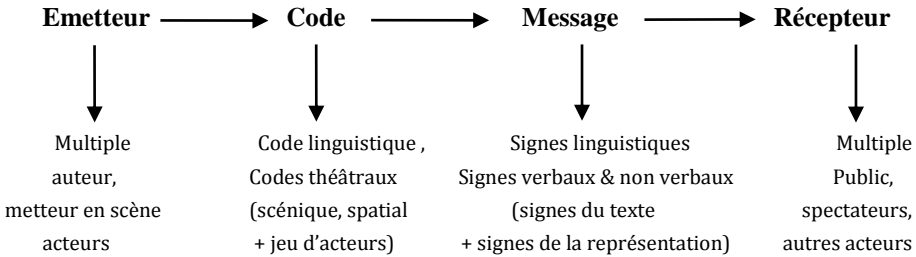 Emetteur Code Message Récepteur
Multiple
auteur,
metteur en scène
acteurs
Code linguistique ,
Codes théâtraux
(scénique, spatial
+ jeu d’acteurs)
Signes linguistiques
Signes verbaux & non verbaux
(signes du texte
+ signes de la représentation)
Multiple
Public,
spectateurs,
autres acteurs